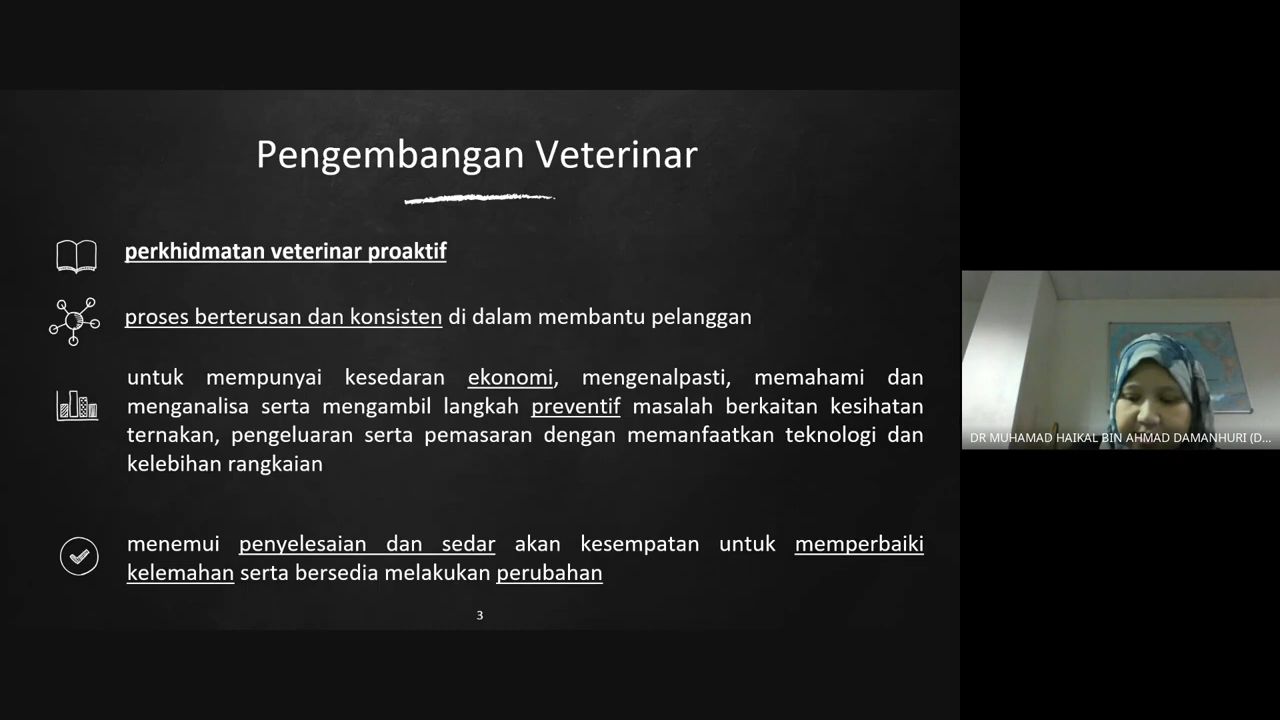 Pengembangan Veterinar
perkhidmatan veterinar proaktif
proses berterusan dan konsisten di dalam membantu pelanggan
untuk mempunyai kesedaran ekonomi, mengenalpasti, memahami dan
menganalisa serta mengambil langkah preventif masalah berkaitan kesihatan
ternakan, pengeluaran serta pemasaran dengan memanfaatkan teknologi dan
kelebihan rangkaian
menemui penyelesaian dan sedar akan kesempatan untuk memperbaiki
kelemahan serta bersedia melakukan perubahan
3
DR MUHAMAD HAIKAL BIN AHMAD DAMANHURI (D...